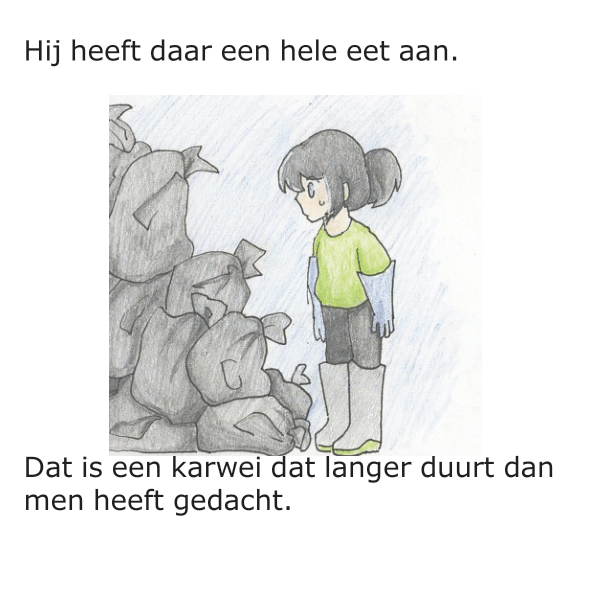 Hij heeft daar een hele eet aan.
Dat is een karwei dat langer duurt dan
men heeft gedacht.